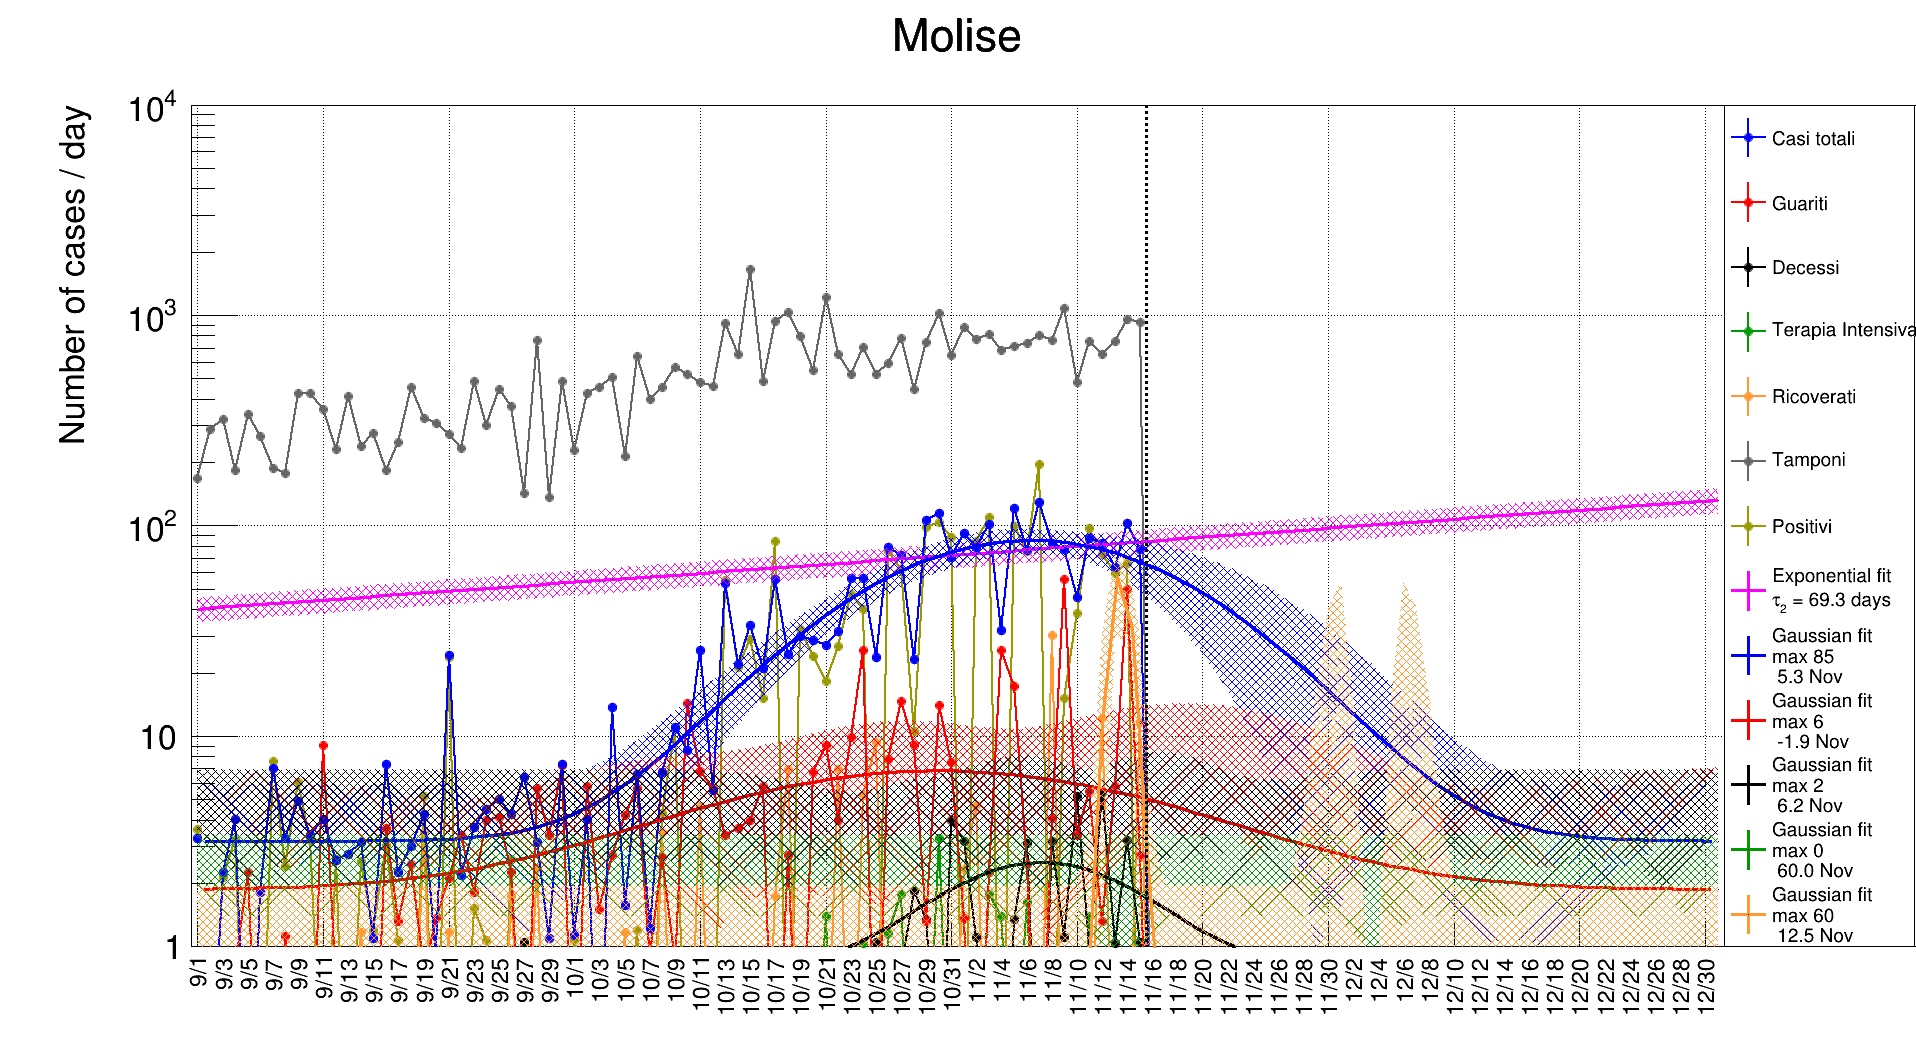 Molise
Number of cases / day
10^4
10^3
10^2
10
1
9/1
9/3
9/5
9/7
9/9
9/11
9/13
9/15
9/17
9/19
9/21
9/23
9/25
9/27
9/29
10/1
10/3
10/5
10/7
10/9
10/11
10/13
10/15
10/17
10/19
10/21
10/23
10/25
10/27
10/29
10/31
11/2
11/4
11/6
11/8
11/10
11/12
11/14
11/16
11/18
11/20
11/22
11/24
11/26
11/28
11/30
12/2
12/4
12/6
12/8
12/10
12/12
12/14
12/16
12/18
12/20
12/22
12/24
12/26
12/28
12/30
Casi totali
Guariti
Decessi
Terapia Intensiva
Ricoverati
Tamponi
Positivi
Exponential fit
τ₂ = 69.3 days
Gaussian fit
max 85
5.3 Nov
Gaussian fit
max 6
-1.9 Nov
Gaussian fit
max 2
6.2 Nov
Gaussian fit
max 0
60.0 Nov
Gaussian fit
max 60
12.5 Nov